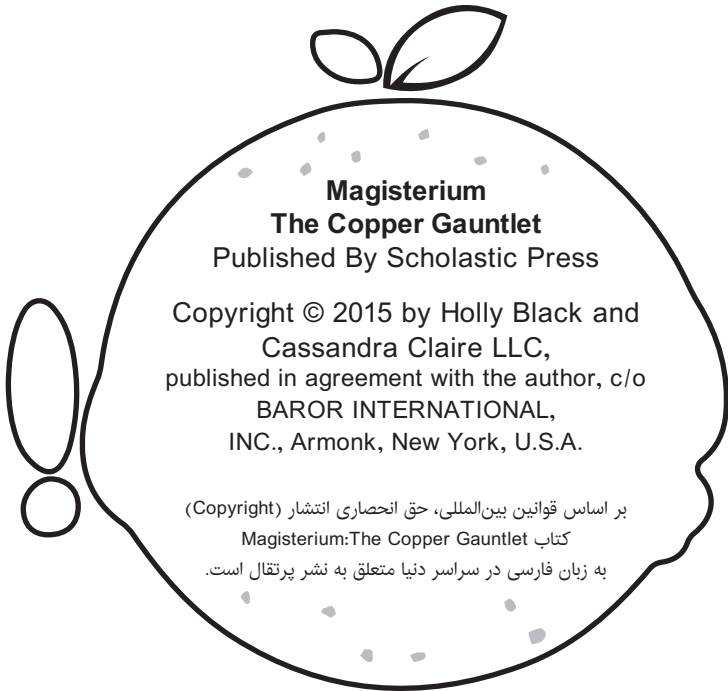 Magisterium
The Copper Gauntlet
Published By Scholastic Press
Copyright © 2015 by Holly Black and
Cassandra Claire LLC,
published in agreement with the author, c/o
BAROR INTERNATIONAL,
INC., Armonk, New York, U.S.A.
بر اساس قوانین بین‌المللی، حق انحصاری انتشار (Copyright)
کتاب Magisterium:The Copper Gauntlet
به زبان فارسی در سراسر دنیا متعلق به نشر پرتقال است.